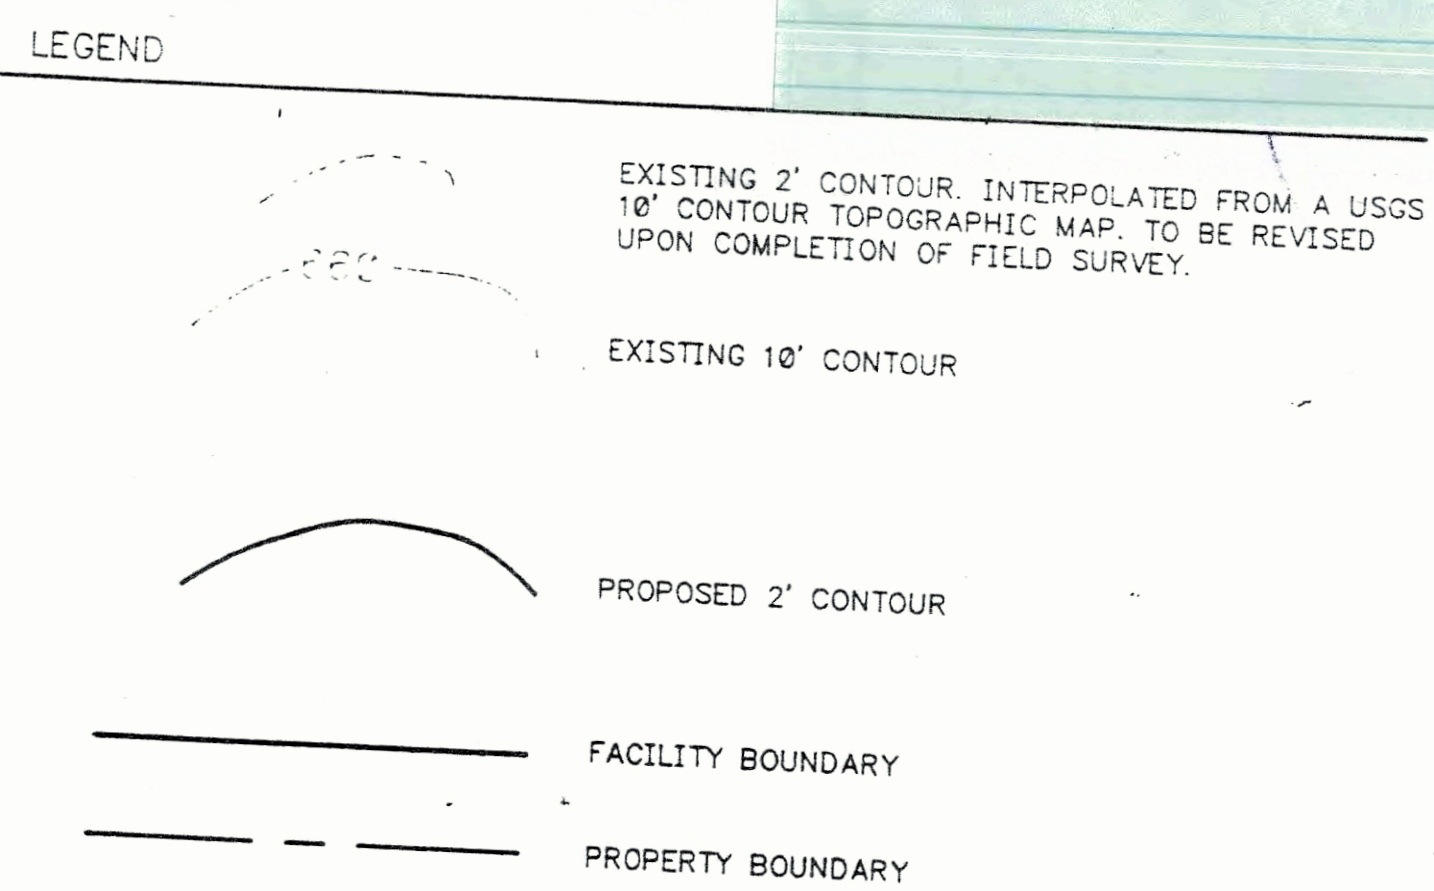 LEGEND
EXISTING 2' CONTOUR. INTERPOLATED FROM A USGS
10' CONTOUR TOPOGRAPHIC MAP. TO BE REVISED
UPON COMPLETION OF FIELD SURVEY.
EXISTING 10' CONTOUR
PROPOSED 2' CONTOUR
FACILITY BOUNDARY
PROPERTY BOUNDARY